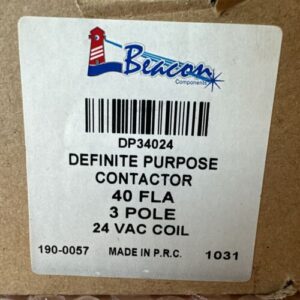 Beacon
Components
DP34024
DEFINITE PURPOSE
CONTACTOR
40 FLA
3 POLE
24 VAC COIL
190-0057 MADE IN P.R.C. 1031